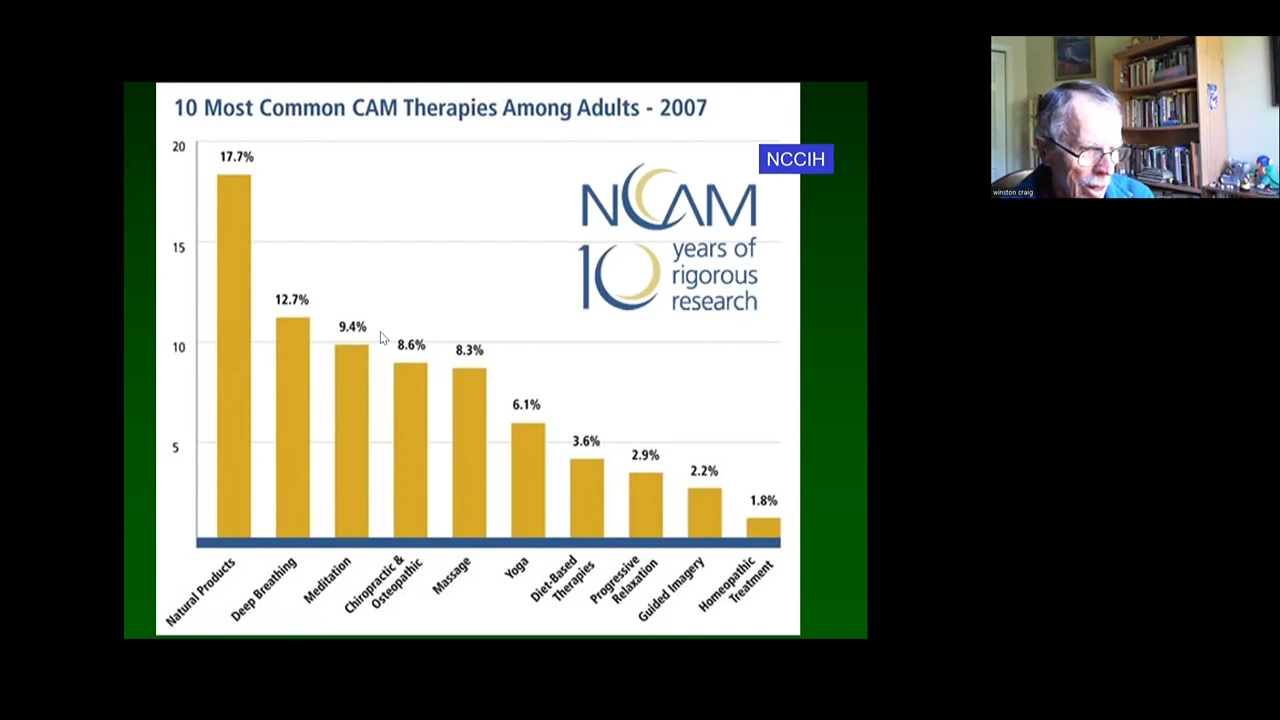 10 Most Common CAM Therapies Among Adults - 2007
NCCIH
NCCAM
10 years of
rigorous
research
20
15
10
5
17.7%
12.7%
9.4%
8.6%
8.3%
6.1%
3.6%
2.9%
2.2%
1.8%
Natural Products
Deep Breathing
Meditation
Chiropractic &
Osteopathic
Massage
Yoga
Diet-Based
Therapies
Progressive
Relaxation
Guided Imagery
Homeopathic
Treatment
winston craig